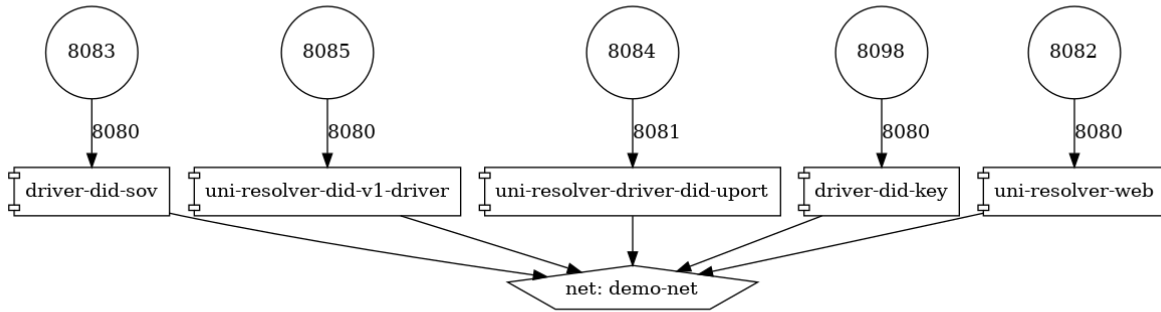 8083
8085
8084
8098
8082
8080
8080
8081
8080
8080
driver-did-sov
uni-resolver-did-v1-driver
uni-resolver-driver-did-uport
driver-did-key
uni-resolver-web
net: demo-net